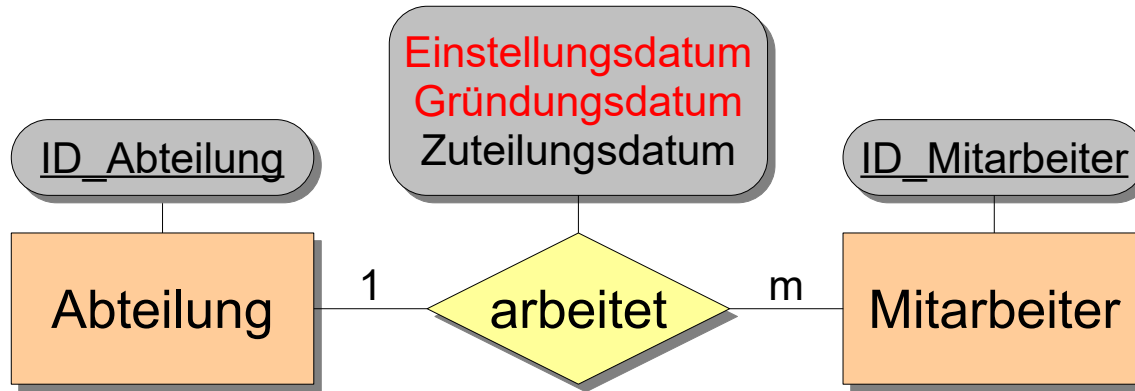 Einstellungsdatum
Gründungsdatum
Zuteilungsdatum
ID_Abteilung
ID_Mitarbeiter
Abteilung
1
arbeitet
m
Mitarbeiter